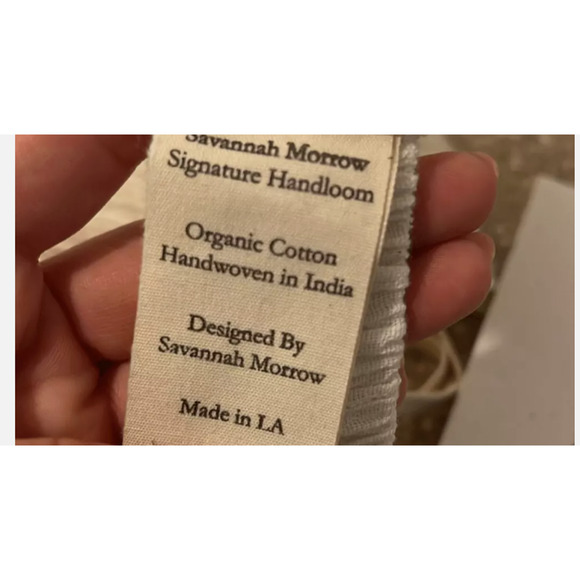 Savannah Morrow
Signature Handloom
Organic Cotton
Handwoven in India
Designed By
Savannah Morrow
Made in LA